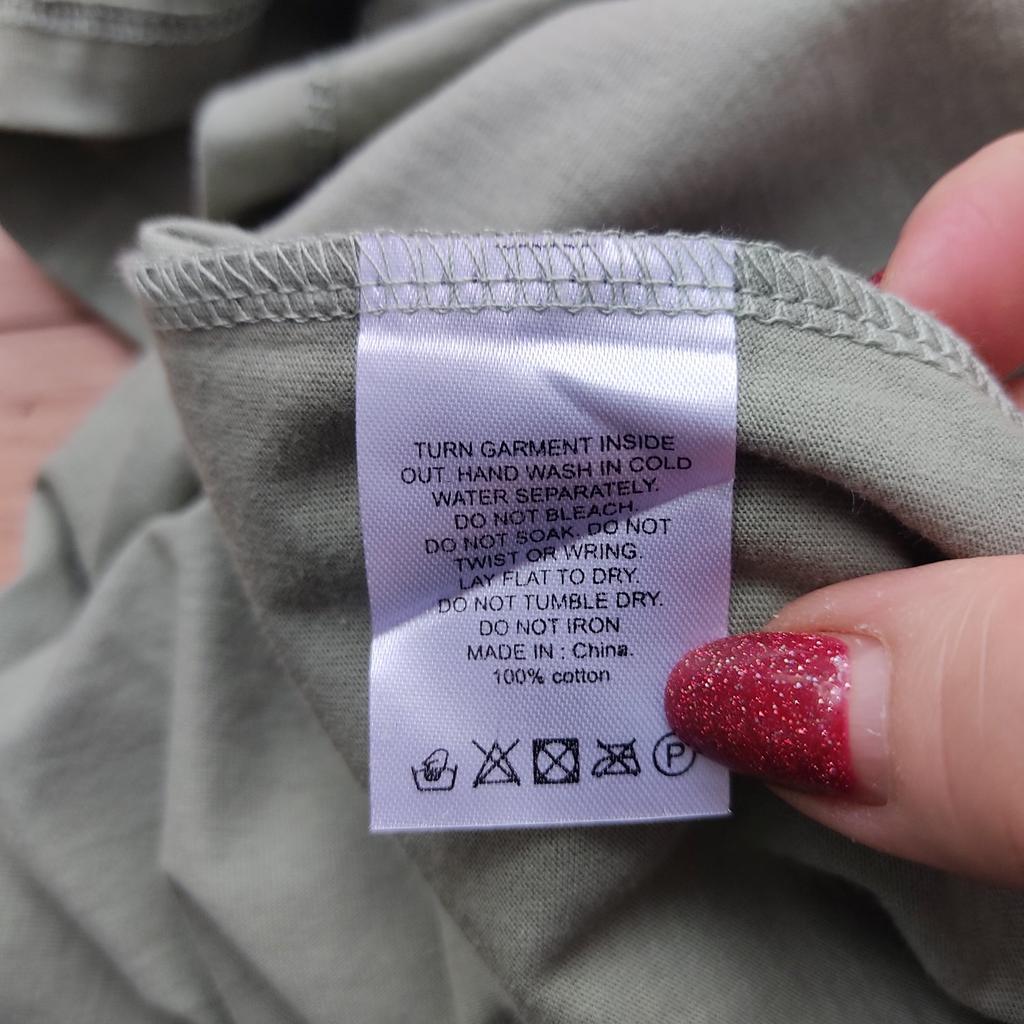 TURN GARMENT INSIDE
OUT. HAND WASH IN COLD
WATER SEPARATELY.
DO NOT BLEACH.
DO NOT SOAK. DO NOT
TWIST OR WRING.
LAY FLAT TO DRY.
DO NOT TUMBLE DRY.
DO NOT IRON
MADE IN : China.
100% cotton
P